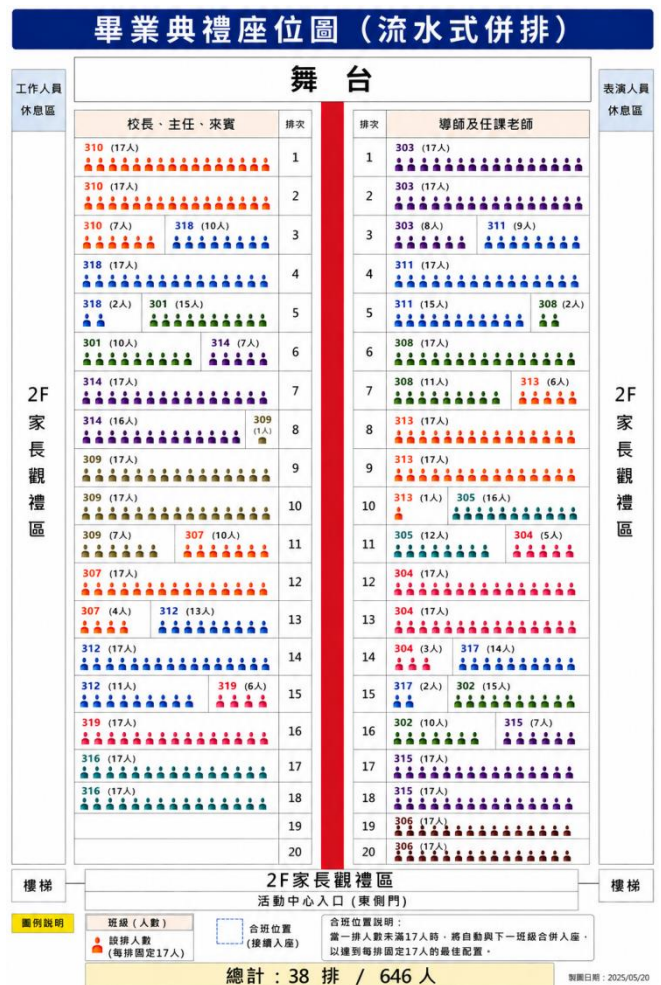 畢業典禮座位圖（流水式併排）
舞台
工作人員
休息區
表演人員
休息區
校長、主任、來賓
排次
排次
導師及任課老師
310 (17人)
1
1
303 (17人)
310 (17人)
2
2
303 (17人)
310 (7人) 318 (10人)
3
3
303 (8人) 311 (9人)
318 (17人)
4
4
311 (17人)
318 (2人) 301 (15人)
5
5
311 (15人) 308 (2人)
301 (10人) 314 (7人)
6
6
308 (17人)
314 (17人)
7
7
308 (11人) 313 (6人)
314 (16人) 309 (1人)
8
8
313 (17人)
309 (17人)
9
9
313 (17人)
309 (17人)
10
10
313 (1人) 305 (16人)
309 (7人) 307 (10人)
11
11
305 (12人) 304 (5人)
307 (17人)
12
12
304 (17人)
307 (4人) 312 (13人)
13
13
304 (17人)
312 (17人)
14
14
304 (3人) 317 (14人)
312 (11人) 319 (6人)
15
15
317 (2人) 302 (15人)
319 (17人)
16
16
302 (10人) 315 (7人)
316 (17人)
17
17
315 (17人)
316 (17人)
18
18
315 (17人)
19
19
306 (17人)
20
20
306 (17人)
2F家長觀禮區
2F家長觀禮區
樓梯
2F家長觀禮區
活動中心入口 (東側門)
樓梯
圖例說明
班級（人數）
設排人數
(每排固定17人)
合班位置
(接續入座)
合班位置說明：
當一排人數未滿17人時，將自動與下一班級合併入座，
以達到每排固定17人的最佳配置。
總計：38 排 / 646 人
製圖日期：2025/05/20